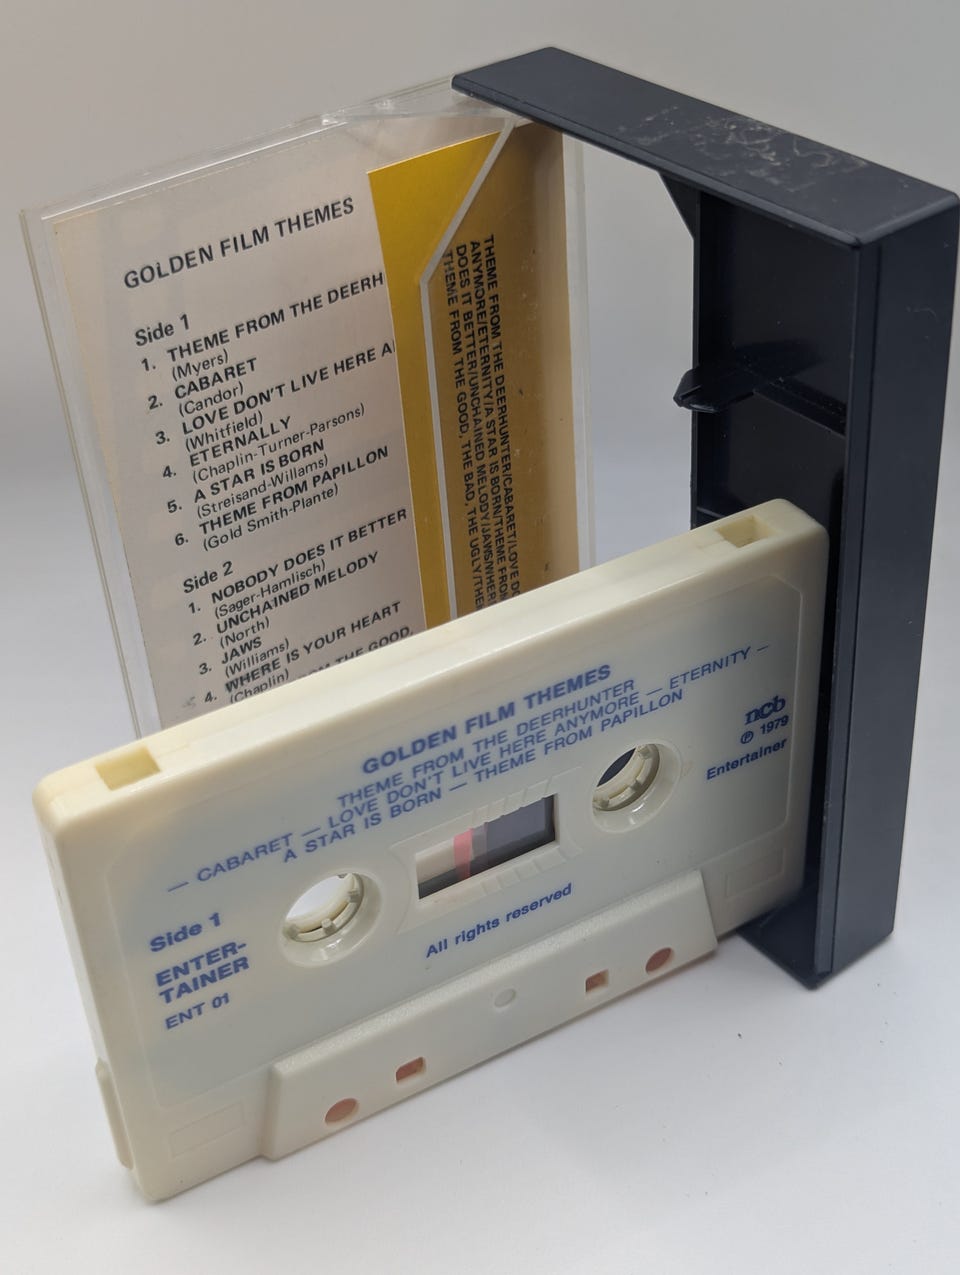 GOLDEN FILM THEMES
Side 1
1. THEME FROM THE DEERH
(Myers)
2. CABARET
(Candor)
3. LOVE DON'T LIVE HERE A
(Whitfield)
4. ETERNALLY
(Chaplin-Turner-Parsons)
5. A STAR IS BORN
(Streisand-Willams)
6. THEME FROM PAPILLON
(Gold Smith-Plante)
Side 2
1. NOBODY DOES IT BETTER
(Sager-Hamlisch)
2. UNCHAINED MELODY
(North)
3. JAWS
(Williams)
4. WHERE IS YOUR HEART
(Chaplin)
THE GOOD,
THEME FROM THE DEERHUNTER/CABARET/LOVE DO
ANYMORE/ETERNITY/A STAR IS BORN/THEME FROM
DOES IT BETTER/UNCHAINED MELODY/JAWS/WHER
THEME FROM THE GOOD, THE BAD, THE UGLY/THE
GOLDEN FILM THEMES
THEME FROM THE DEERHUNTER
— CABARET — LOVE DON'T LIVE HERE ANYMORE — ETERNITY —
A STAR IS BORN — THEME FROM PAPILLON
ncb
℗ 1979
Entertainer
Side 1
ENTER-
TAINER
ENT 01
All rights reserved